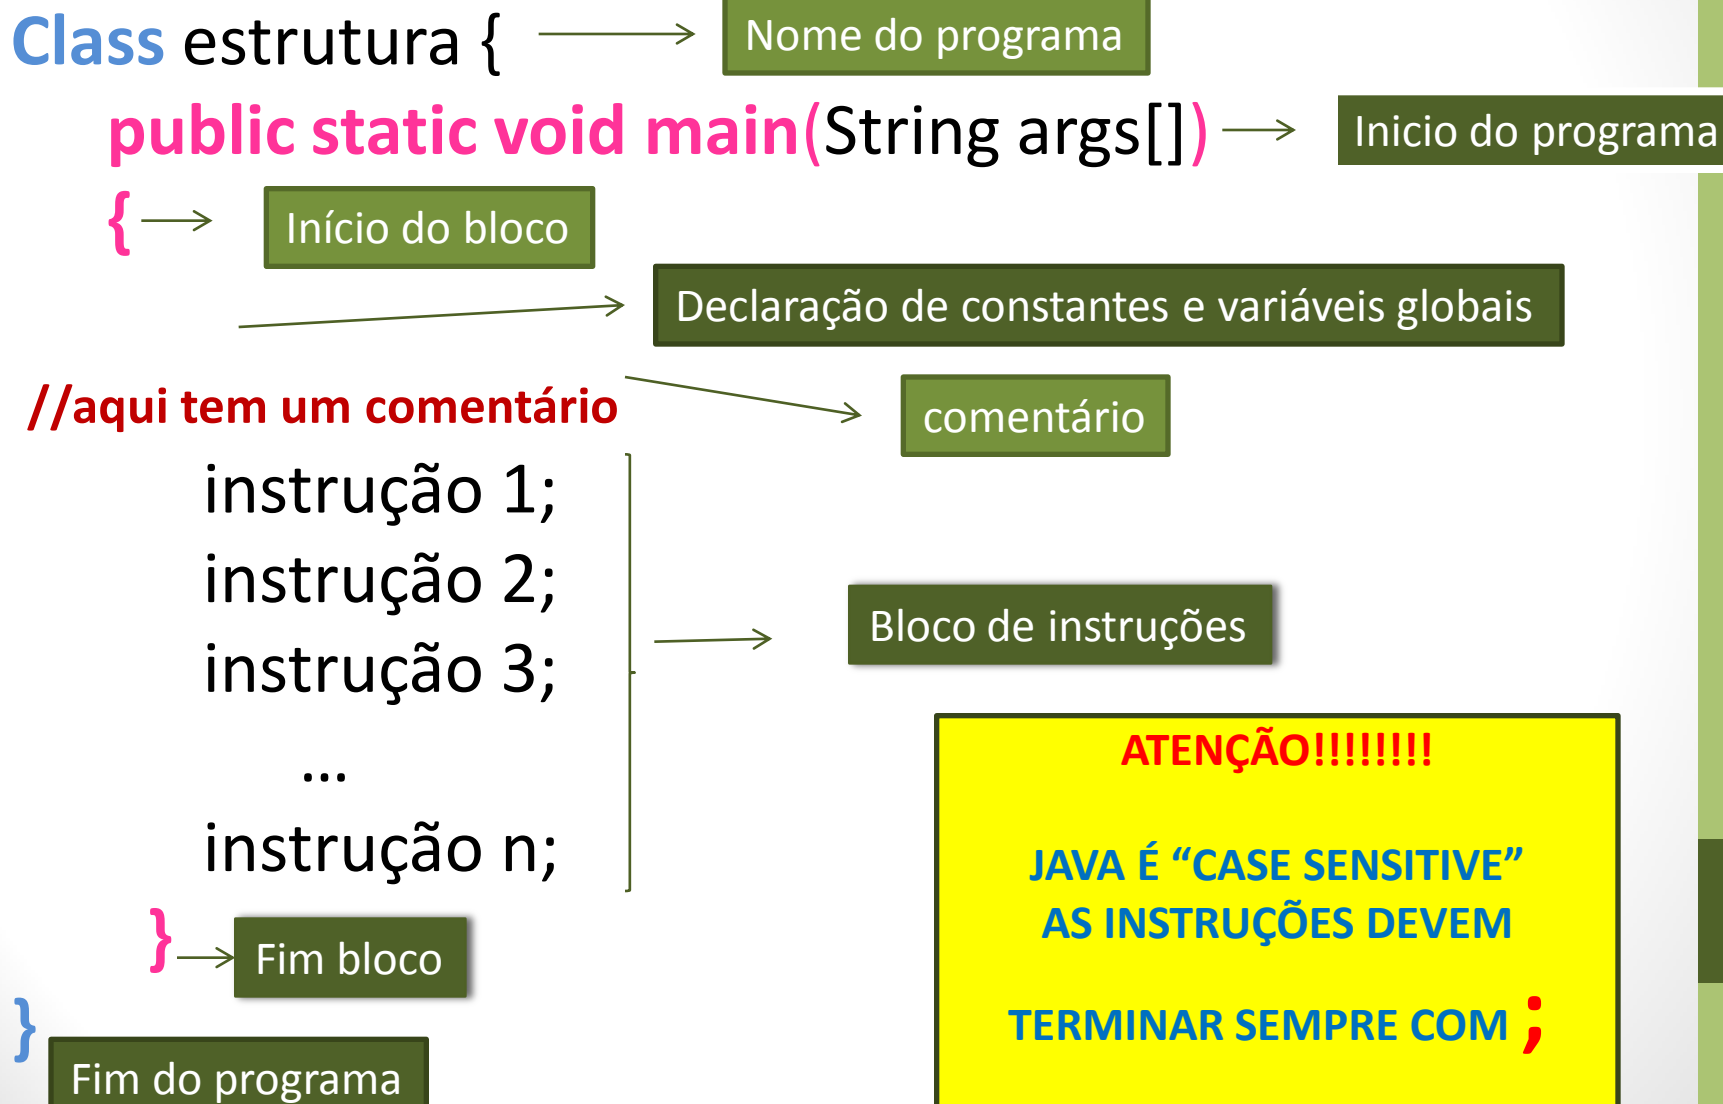 Class estrutura {
Nome do programa
public static void main(String args[])
Inicio do programa
{
Início do bloco
Declaração de constantes e variáveis globais
//aqui tem um comentário
comentário
instrução 1;
instrução 2;
instrução 3;
...
instrução n;
Bloco de instruções
}
Fim bloco
}
Fim do programa
ATENÇÃO!!!!!!!!
JAVA É “CASE SENSITIVE”
AS INSTRUÇÕES DEVEM
TERMINAR SEMPRE COM ;